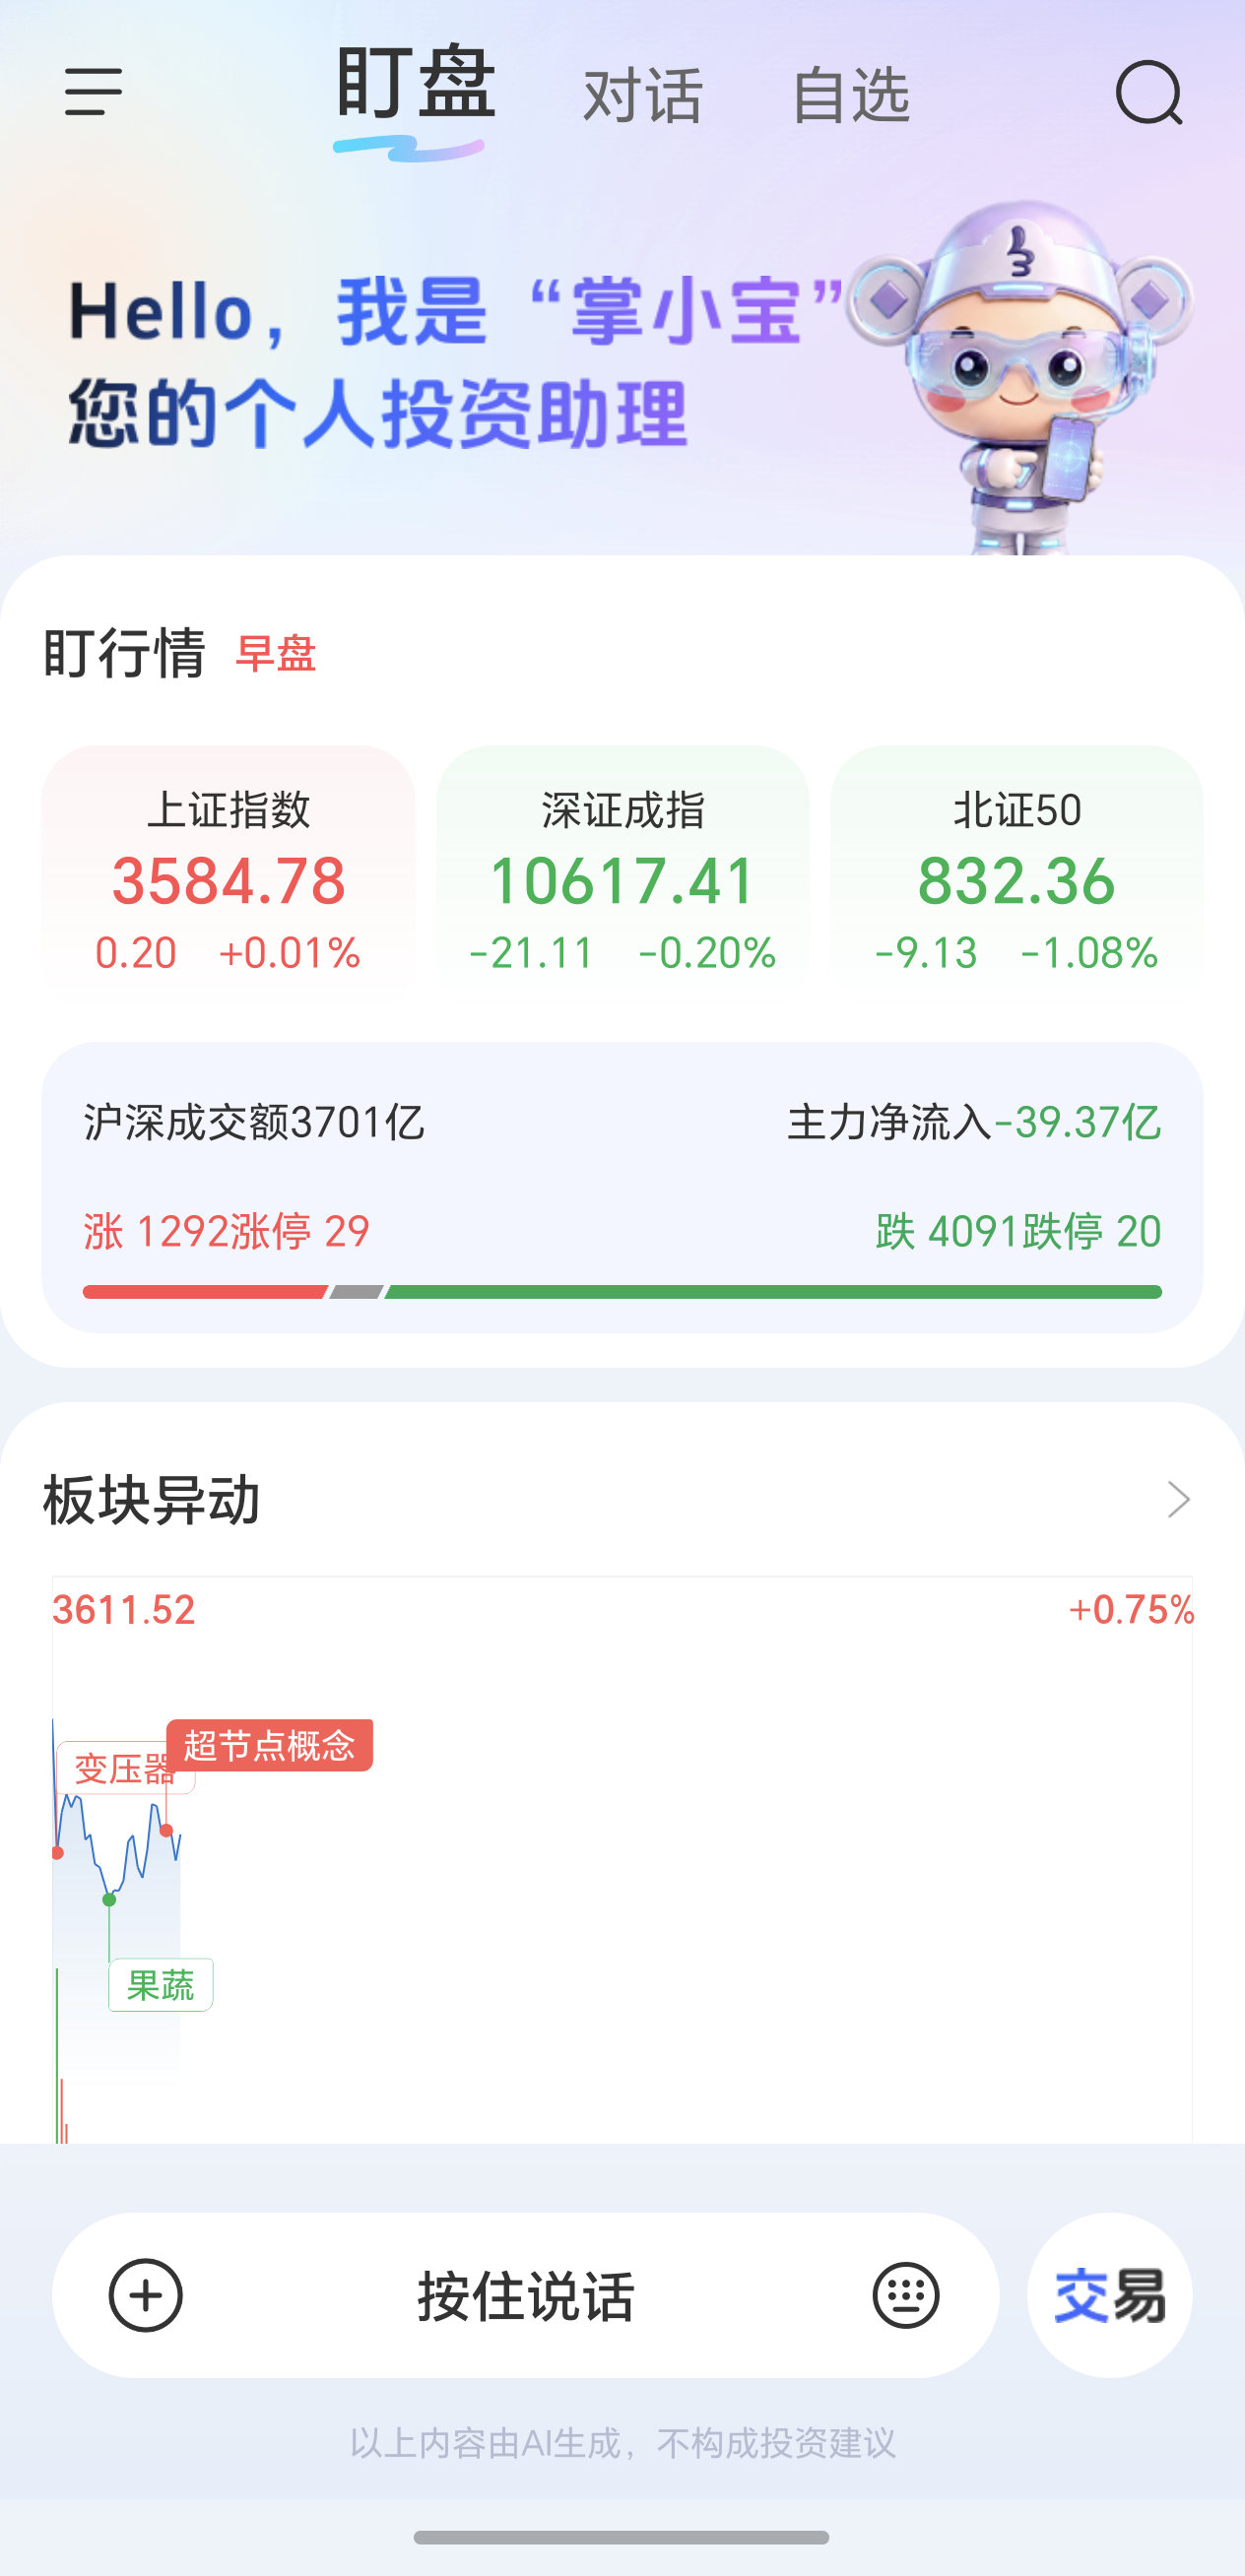 盯盘 对话 自选
Hello，我是“掌小宝”
您的个人投资助理
盯行情 早盘
上证指数 深证成指 北证50
3584.78 10617.41 832.36
0.20 +0.01% -21.11 -0.20% -9.13 -1.08%
沪深成交额3701亿 主力净流入-39.37亿
涨 1292涨停 29 跌 4091跌停 20
板块异动
3611.52 +0.75%
超节点概念
变压器
果蔬
按住说话 交易
以上内容由AI生成，不构成投资建议